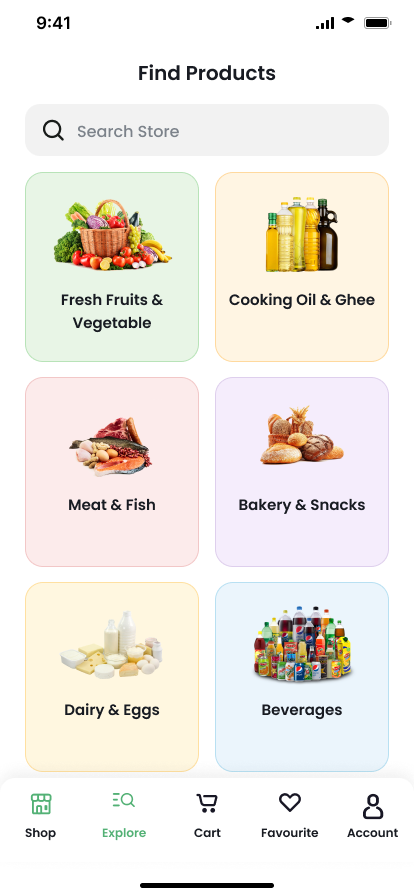 9:41
Find Products
Search Store
Fresh Fruits &
Vegetable
Cooking Oil & Ghee
Meat & Fish
Bakery & Snacks
Dairy & Eggs
Beverages
Shop
Explore
Cart
Favourite
Account